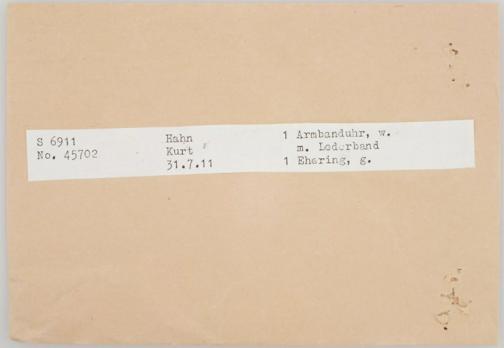 S 6911 Hahn 1 Armbanduhr, w.
No. 45702 Kurt m. Lederband
31.7.11 1 Ehering, g.